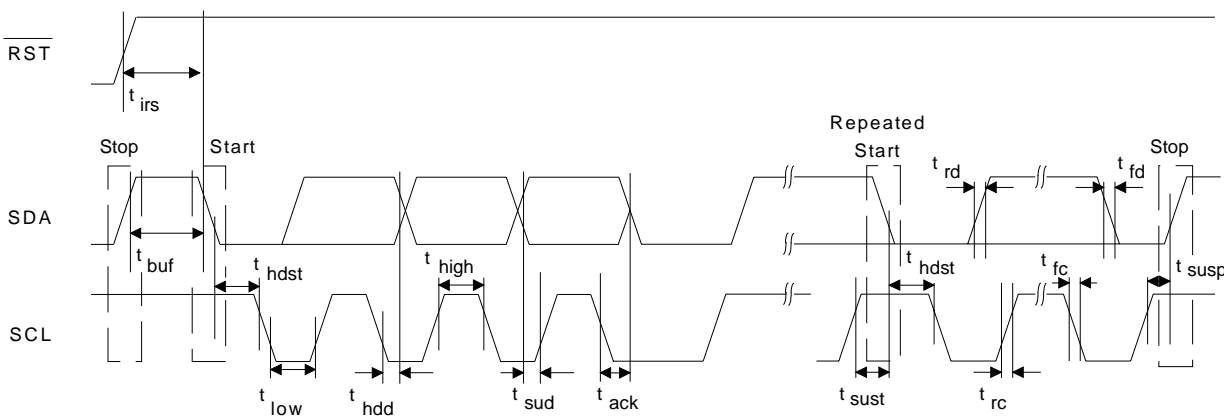 RST
t irs
Repeated
Stop
Start
Start
Stop
t rd
t fd
SDA
t buf
t hdst
t high
t hdst
t fc
t susp
SCL
t low
t hdd
t sud
t ack
t sust
t rc